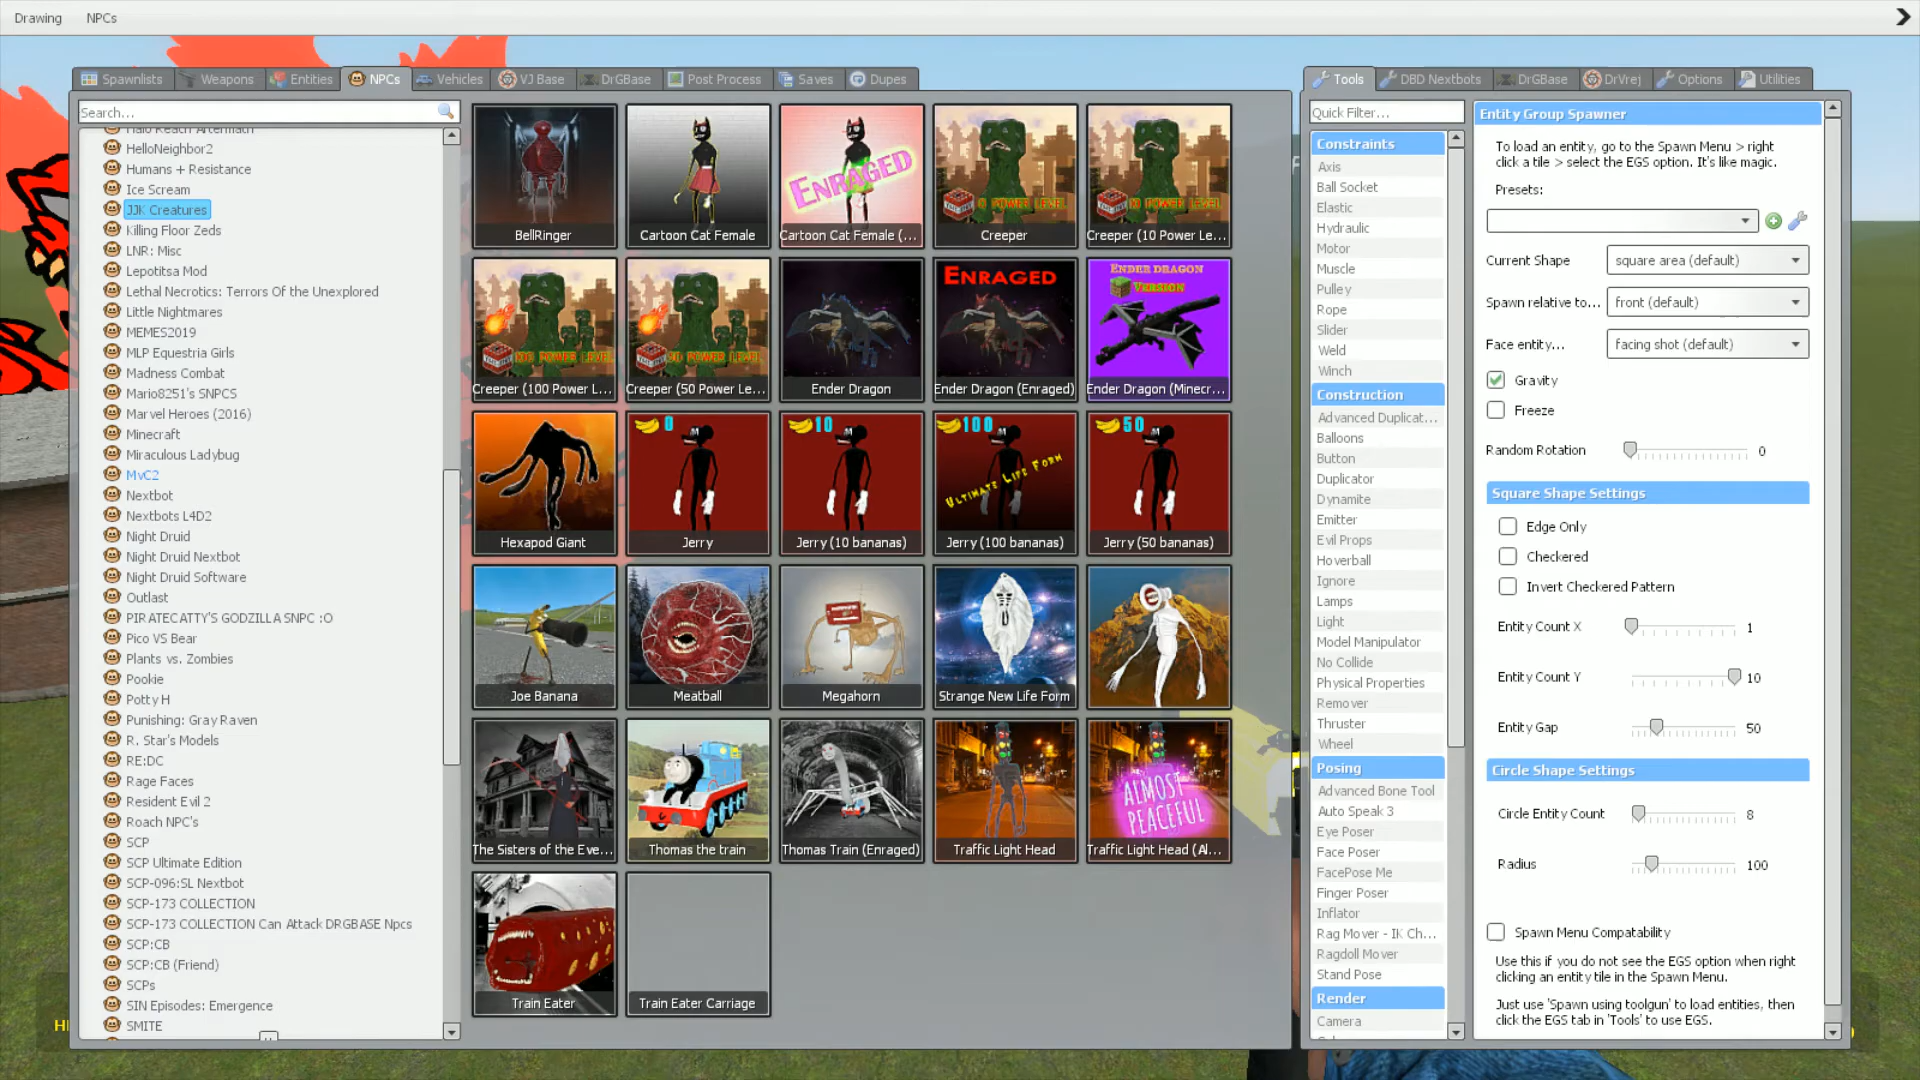 Drawing
NPCs
Spawnlists
Weapons
Entities
NPCs
Vehicles
VJ Base
DrGBase
Post Process
Saves
Dupes
Search...
Halo Reach Aftermath
HelloNeighbor2
Humans + Resistance
Ice Scream
JJK Creatures
Killing Floor Zeds
LNR: Misc
Lepotitsa Mod
Lethal Necrotics: Terrors Of the Unexplored
Little Nightmares
MEMES2019
MLP Equestria Girls
Madness Combat
Mario8251's SNPCS
Marvel Heroes (2016)
Minecraft
Miraculous Ladybug
MvC2
Nextbot
Nextbots L4D2
Night Druid
Night Druid Nextbot
Night Druid Software
Outlast
PIRATECATTY'S GODZILLA SNPC :O
Pico VS Bear
Plants vs. Zombies
Pookie
Potty H
Punishing: Gray Raven
R. Star's Models
RE:DC
Rage Faces
Resident Evil 2
Roach NPC's
SCP
SCP Ultimate Edition
SCP-096:SL Nextbot
SCP-173 COLLECTION
SCP-173 COLLECTION Can Attack DRGBASE Npcs
SCP:CB
SCP:CB (Friend)
SCPs
SIN Episodes: Emergence
SMITE
BellRinger
Cartoon Cat Female
ENRAGED
Cartoon Cat Female (...
0 POWER LEVEL
Creeper
10 POWER LEVEL
Creeper (10 Power Le...
100 POWER LEVEL
Creeper (100 Power L...
50 POWER LEVEL
Creeper (50 Power Le...
Ender Dragon
ENRAGED
Ender Dragon (Enraged)
ENDER DRAGON
VERSION
Ender Dragon (Minecr...
Hexapod Giant
0
Jerry
10
Jerry (10 bananas)
100
ULTIMATE LIFE FORM
Jerry (100 bananas)
50
Jerry (50 bananas)
Joe Banana
Meatball
Megahorn
Strange New Life Form
The Sisters of the Eve...
Thomas the train
Thomas Train (Enraged)
Traffic Light Head
ALMOST
PEACEFUL
Traffic Light Head (Al...
Train Eater
Train Eater Carriage
Tools
DBD Nextbots
DrGBase
DrVrej
Options
Utilities
Quick Filter...
Constraints
Axis
Ball Socket
Elastic
Hydraulic
Motor
Muscle
Pulley
Rope
Slider
Weld
Winch
Construction
Advanced Duplicat...
Balloons
Button
Duplicator
Dynamite
Emitter
Evil Props
Hoverball
Ignore
Lamps
Light
Model Manipulator
No Collide
Physical Properties
Remover
Thruster
Wheel
Posing
Advanced Bone Tool
Auto Speak 3
Eye Poser
Face Poser
FacePose Me
Finger Poser
Inflator
Rag Mover - IK Ch...
Ragdoll Mover
Stand Pose
Render
Camera
Entity Group Spawner
To load an entity, go to the Spawn Menu > right
click a tile > select the EGS option. It's like magic.
Presets:
Current Shape
square area (default)
Spawn relative to...
front (default)
Face entity...
facing shot (default)
Gravity
Freeze
Random Rotation
0
Square Shape Settings
Edge Only
Checkered
Invert Checkered Pattern
Entity Count X
1
Entity Count Y
10
Entity Gap
50
Circle Shape Settings
Circle Entity Count
8
Radius
100
Spawn Menu Compatability
Use this if you do not see the EGS option when right
clicking an entity tile in the Spawn Menu.
Just use 'Spawn using toolgun' to load entities, then
click the EGS tab in 'Tools' to use EGS.